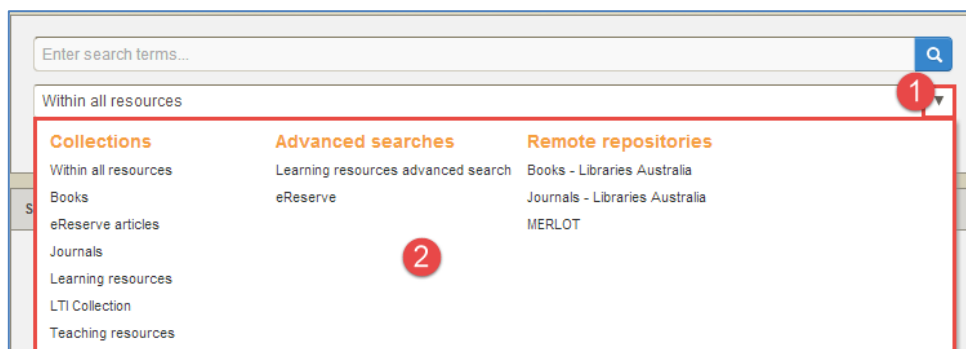 Enter search terms...
Within all resources
1
Collections
Within all resources
Books
eReserve articles
Journals
Learning resources
LTI Collection
Teaching resources
Advanced searches
Learning resources advanced search
eReserve
2
Remote repositories
Books - Libraries Australia
Journals - Libraries Australia
MERLOT
S